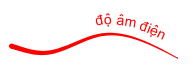 độ âm điện